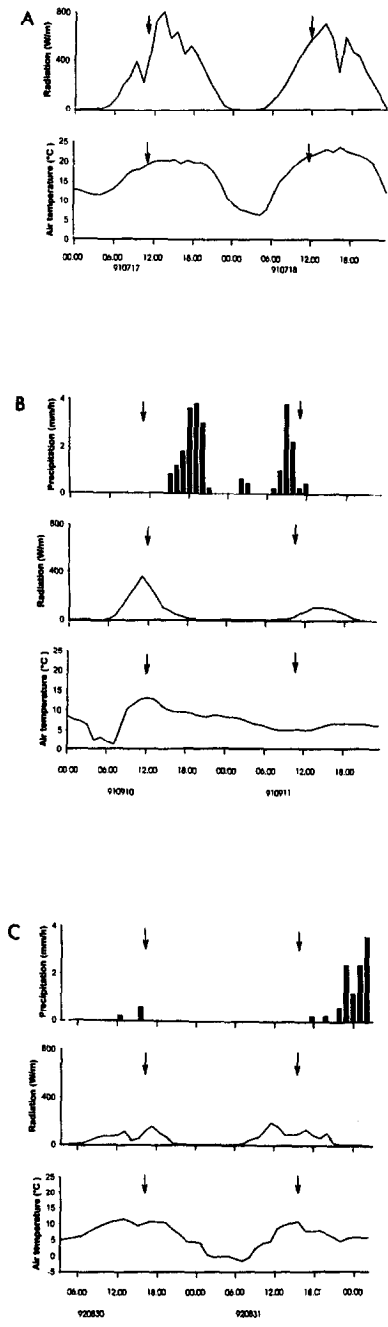 A
Radiation (W/m)
800
400
0
Air temperature (°C)
25
20
15
10
5
0
00.00 06.00 12.00 18.00 00.00 06.00 12.00 18.00
910717 910718
B
Precipitation (mm/h)
4
2
0
Radiation (W/m)
800
400
0
Air temperature (°C)
25
20
15
10
5
0
00.00 06.00 12.00 18.00 00.00 06.00 12.00 18.00
910910 910911
C
Precipitation (mm/h)
4
2
0
Radiation (W/m)
800
400
0
Air temperature (°C)
25
20
15
10
5
0
-5
06.00 12.00 18.00 00.00 06.00 12.00 18.00 00.00
920830 920831